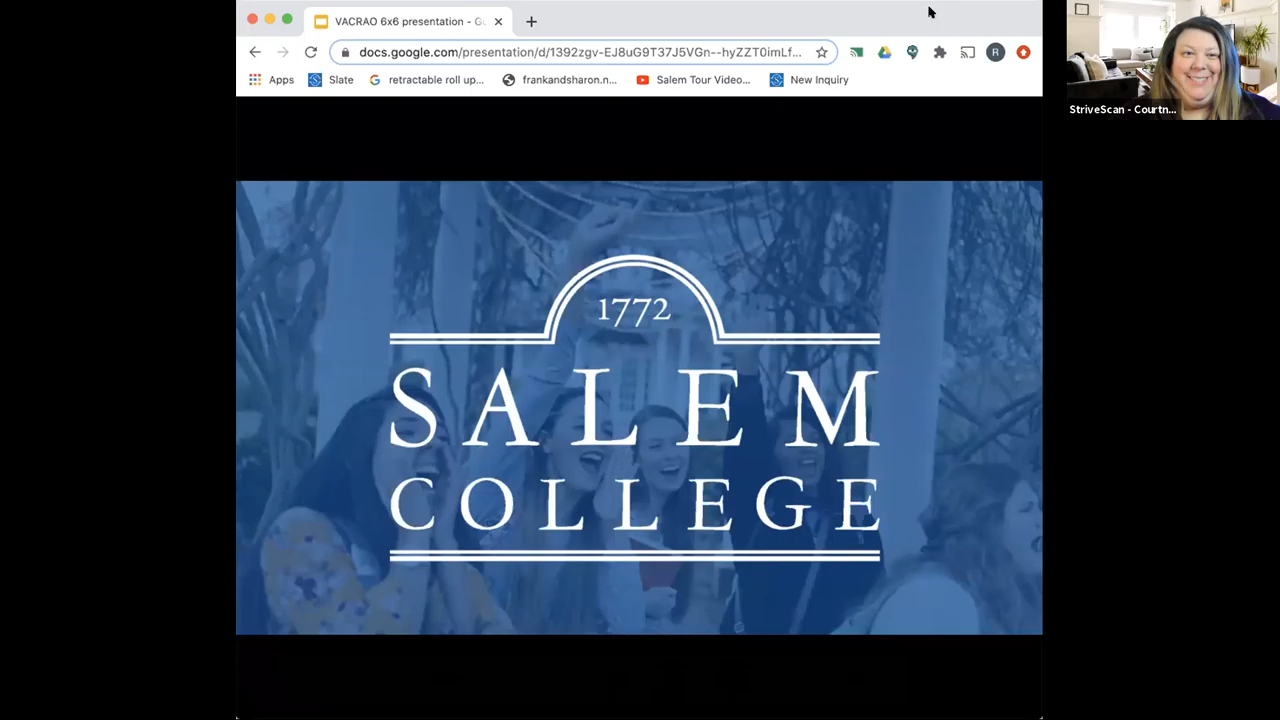 VACRAO 6x6 presentation - G
docs.google.com/presentation/d/1392zgv-EJ8uG9T37J5VGn--hyZZT0imLf...
R
Apps
Slate
retractable roll up...
frankandsharon.n...
Salem Tour Video...
New Inquiry
StriveScan - Courtn...
1772
SALEM
COLLEGE